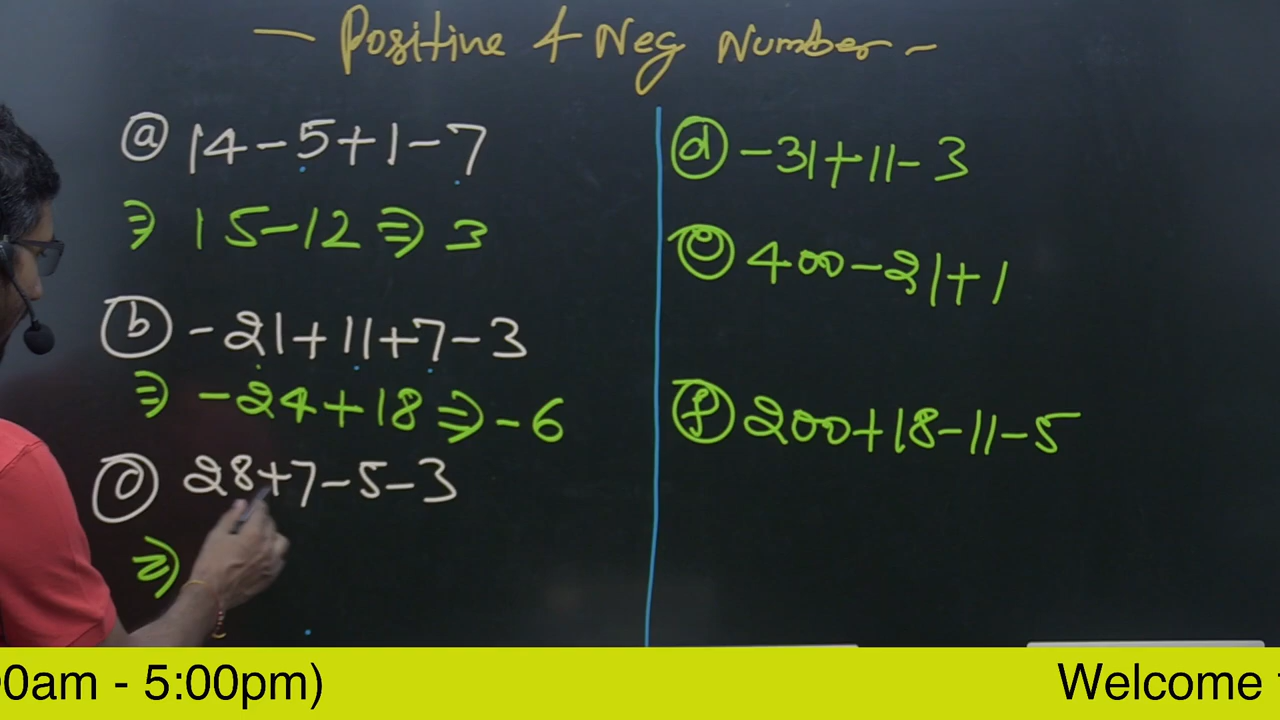 — Positive & Neg Number —
ⓐ 14-5+1-7
⇒ 15-12 ⇒ 3
ⓑ -21+11+7-3
⇒ -24+18 ⇒ -6
ⓒ 28+7-5-3
⇒
ⓓ -31+11-3
ⓔ 400-21+1
ⓕ 200+18-11-5
0am - 5:00pm)
Welcome